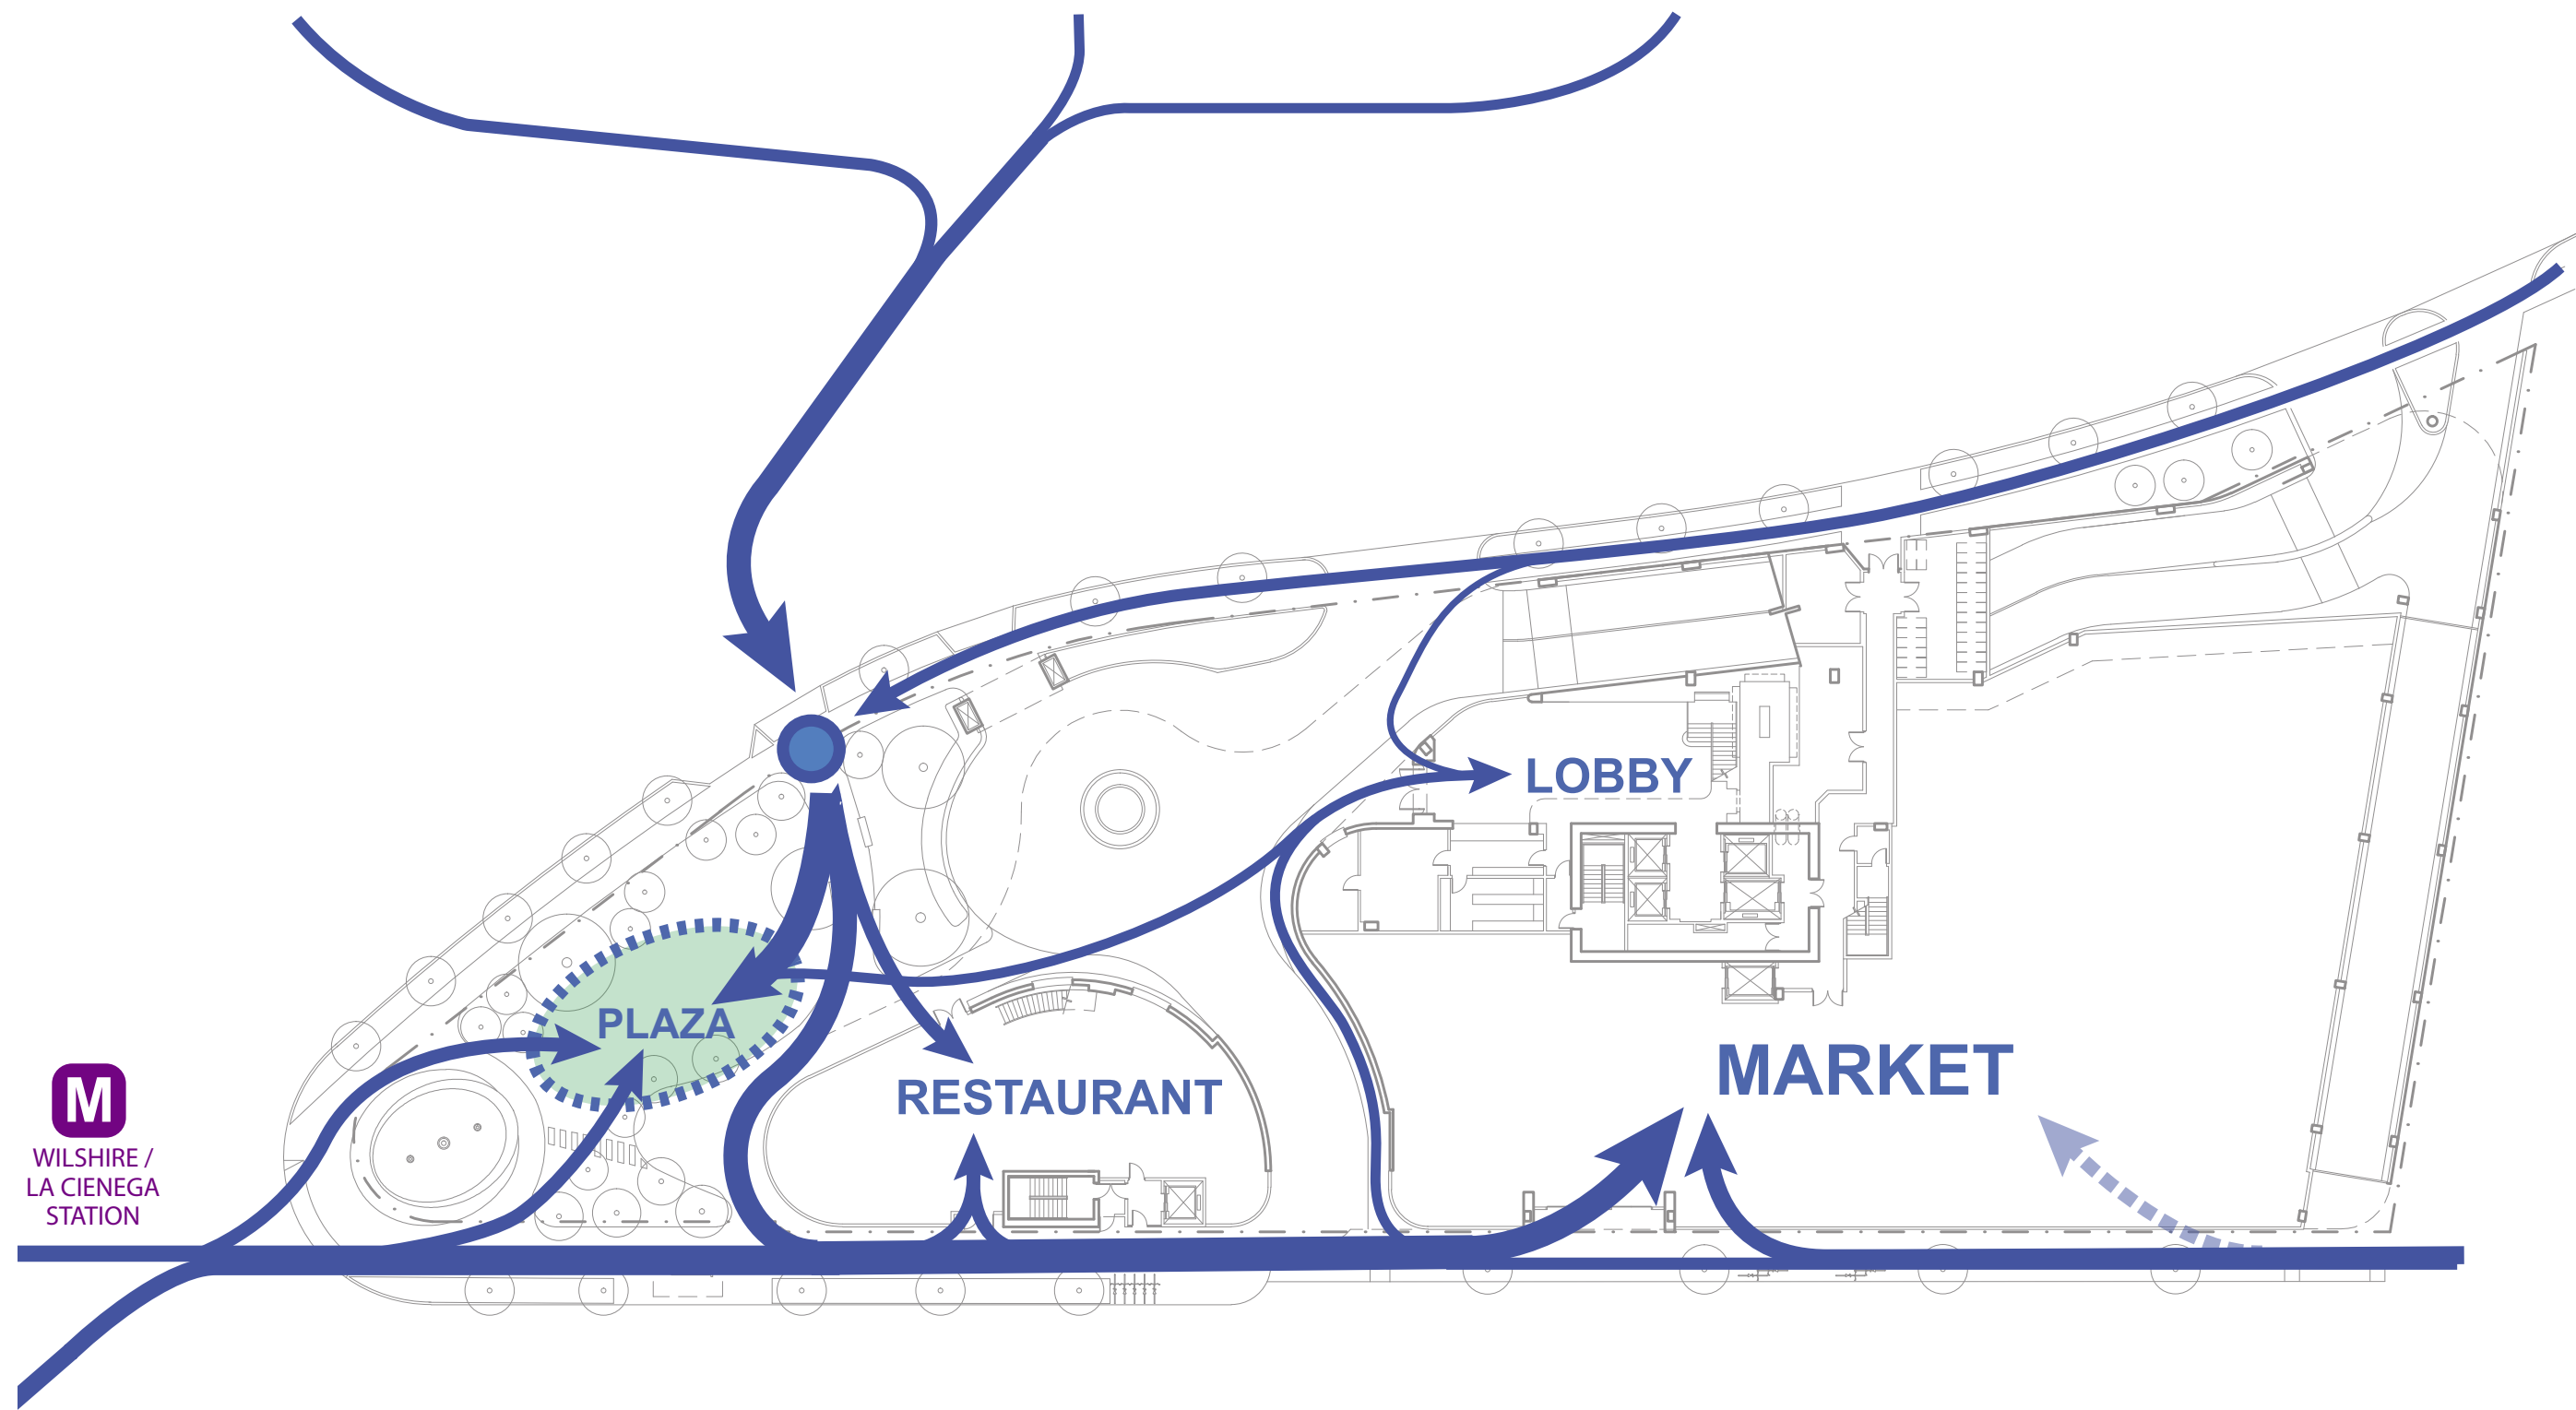 LOBBY
PLAZA
RESTAURANT
MARKET
M
WILSHIRE /
LA CIENEGA
STATION